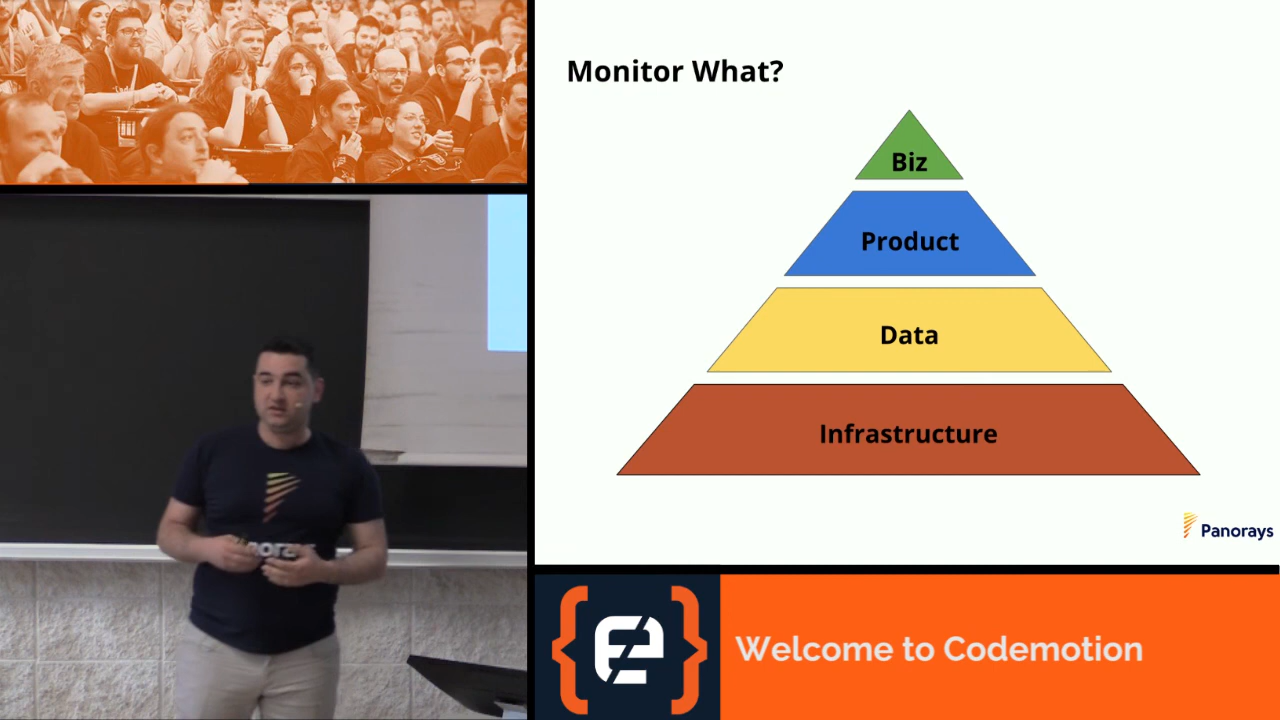 Monitor What?
Biz
Product
Data
Infrastructure
Panorays
Welcome to Codemotion